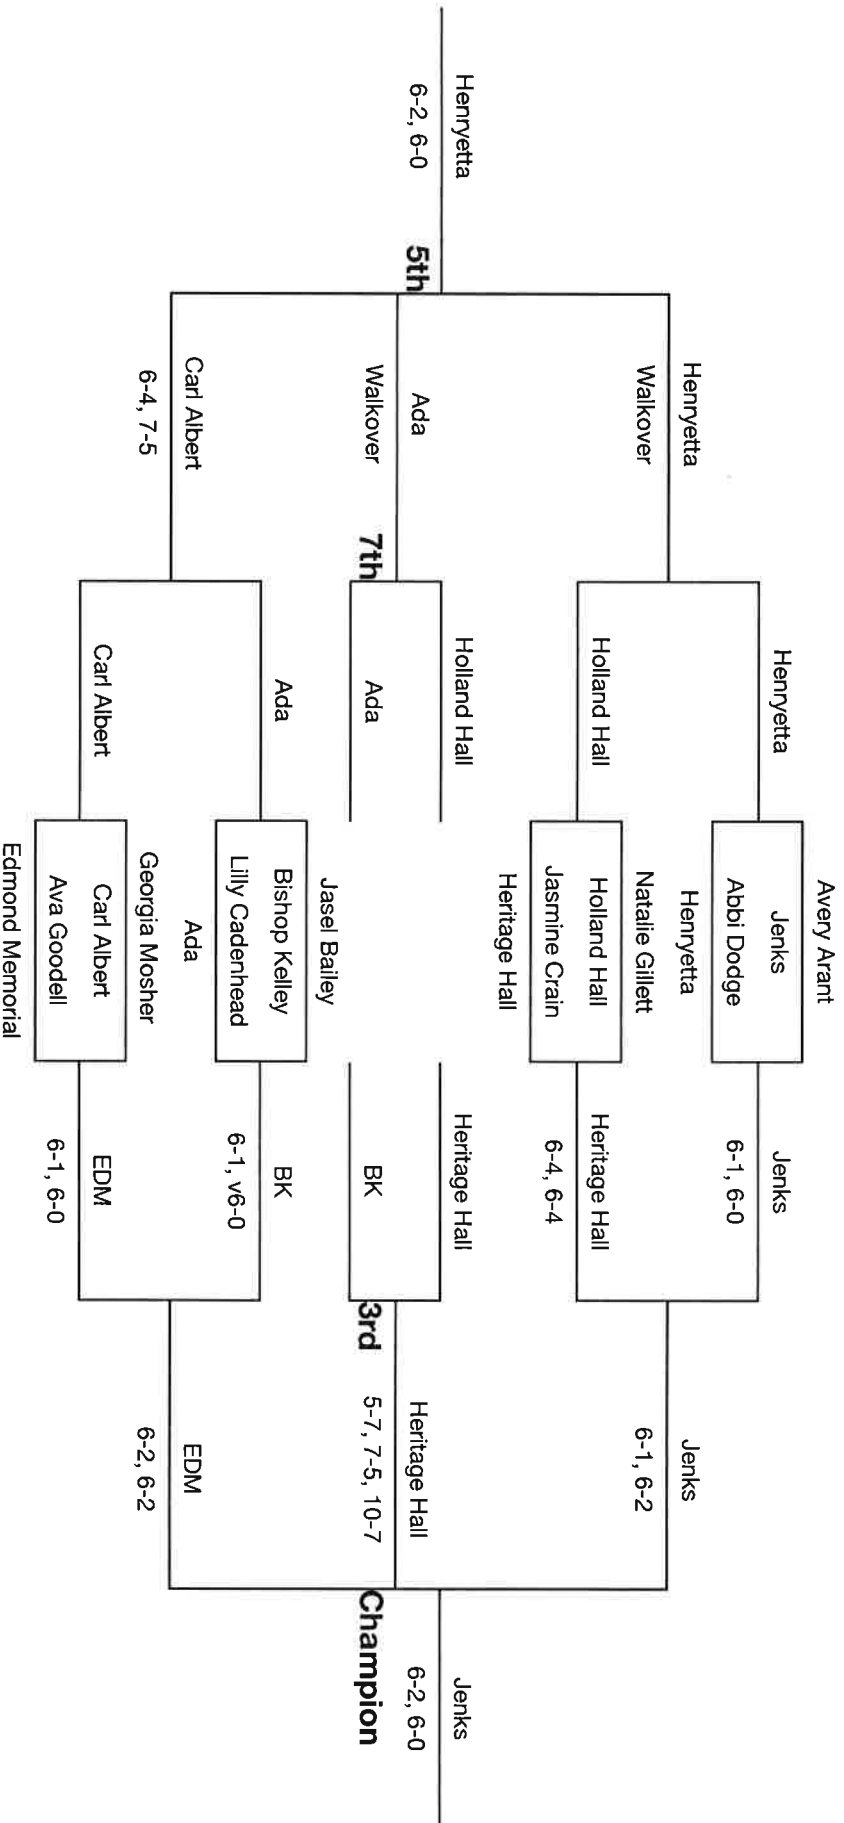 Avery Arant
Jenks
Abbi Dodge
Henryetta
Natalie Gillett
Holland Hall
Jasmine Crain
Heritage Hall
Jasel Bailey
Bishop Kelley
Lilly Cadenhead
Ada
Georgia Mosher
Carl Albert
Ava Goodell
Edmond Memorial
Jenks
6-1, 6-0
Heritage Hall
6-4, 6-4
BK
6-1, v6-0
EDM
6-1, 6-0
Jenks
6-1, 6-2
EDM
6-2, 6-2
Jenks
6-2, 6-0
Champion
Heritage Hall
BK
3rd
Heritage Hall
5-7, 7-5, 10-7
Henryetta
Holland Hall
Ada
Carl Albert
Henryetta
Walkover
Carl Albert
6-4, 7-5
Henryetta
6-2, 6-0
5th
Holland Hall
Ada
7th
Ada
Walkover